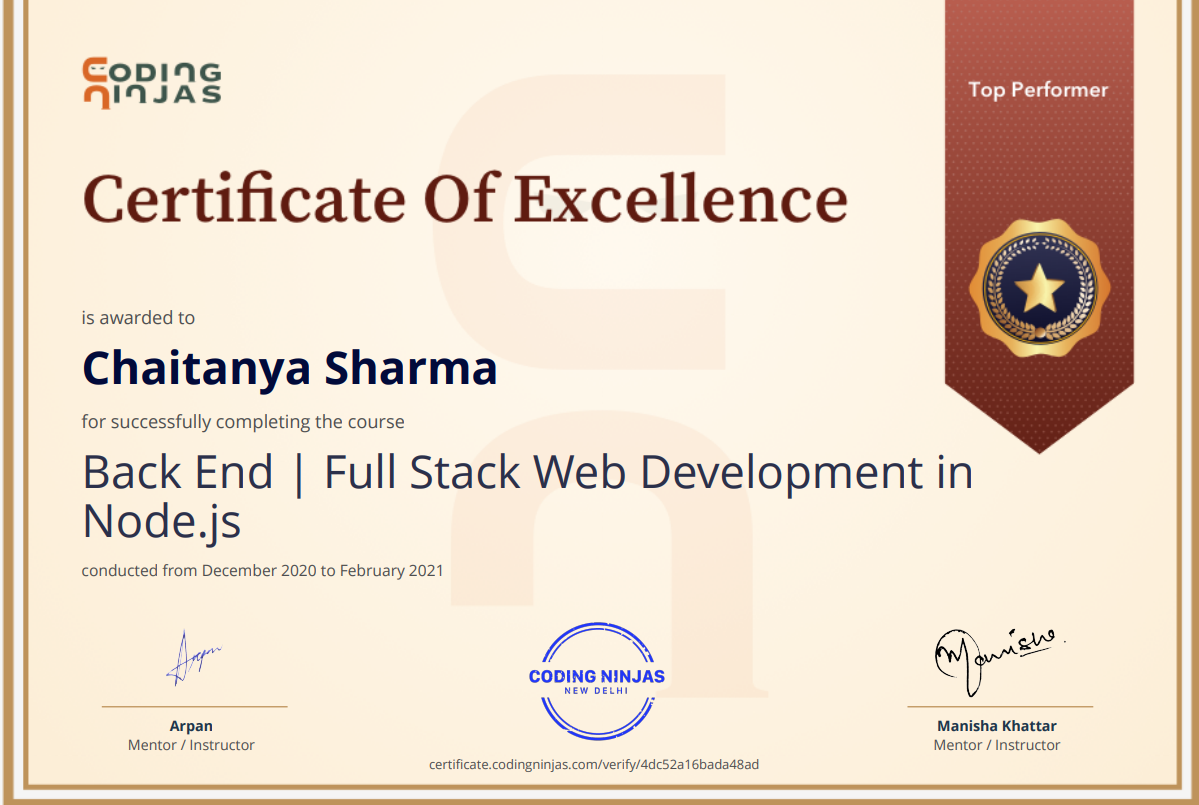 CODING
NINJAS
Top Performer
Certificate Of Excellence
is awarded to
Chaitanya Sharma
for successfully completing the course
Back End | Full Stack Web Development in
Node.js
conducted from December 2020 to February 2021
Arpan
Manisha
CODING NINJAS
NEW DELHI
Arpan
Mentor / Instructor
Manisha Khattar
Mentor / Instructor
certificate.codingninjas.com/verify/4dc52a16bada48ad